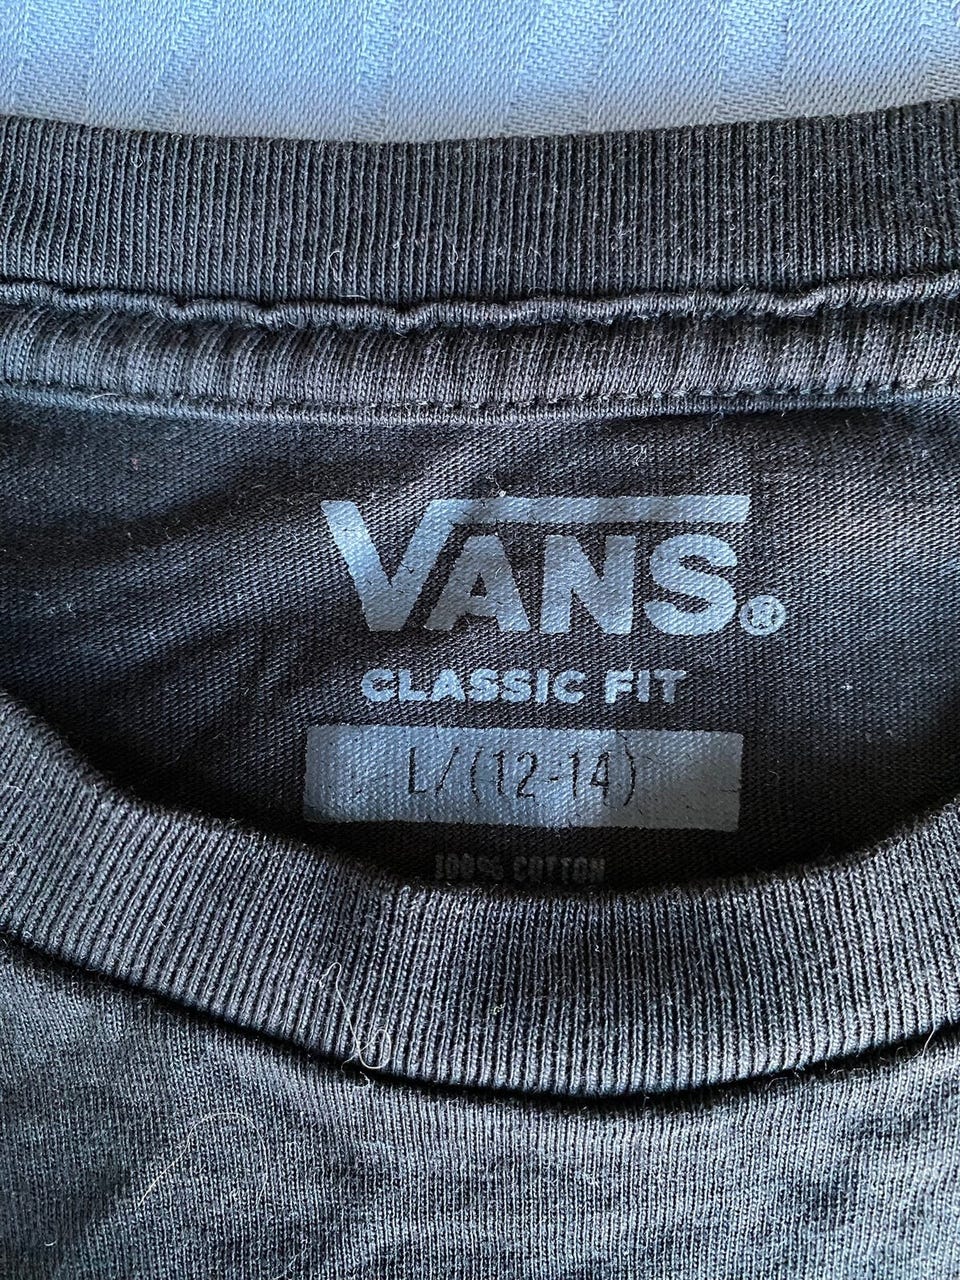 VANS®
CLASSIC FIT
L/(12-14)
100% COTTON